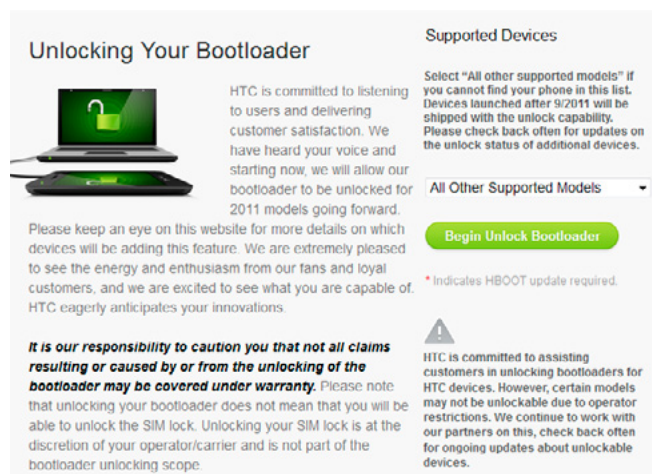 Unlocking Your Bootloader
HTC is committed to listening
to users and delivering
customer satisfaction. We
have heard your voice and
starting now, we will allow our
bootloader to be unlocked for
2011 models going forward.
Please keep an eye on this website for more details on which
devices will be adding this feature. We are extremely pleased
to see the energy and enthusiasm from our fans and loyal
customers, and we are excited to see what you are capable of.
HTC eagerly anticipates your innovations.
It is our responsibility to caution you that not all claims
resulting or caused by or from the unlocking of the
bootloader may be covered under warranty. Please note
that unlocking your bootloader does not mean that you will be
able to unlock the SIM lock. Unlocking your SIM lock is at the
discretion of your operator/carrier and is not part of the
bootloader unlocking scope.
Supported Devices
Select “All other supported models” if
you cannot find your phone in this list.
Devices launched after 9/2011 will be
shipped with the unlock capability.
Please check back often for updates on
the unlock status of additional devices.
All Other Supported Models
Begin Unlock Bootloader
* Indicates HBOOT update required.
HTC is committed to assisting
customers in unlocking bootloaders for
HTC devices. However, certain models
may not be unlockable due to operator
restrictions. We continue to work with
our partners on this, check back often
for ongoing updates about unlockable
devices.